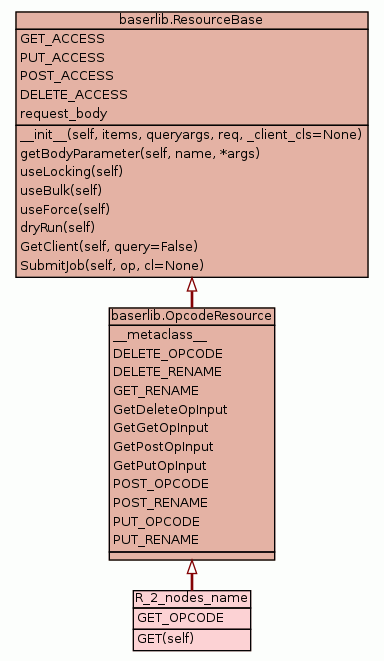 baserlib.ResourceBase
GET_ACCESS
PUT_ACCESS
POST_ACCESS
DELETE_ACCESS
request_body
__init__(self, items, queryargs, req, _client_cls=None)
getBodyParameter(self, name, *args)
useLocking(self)
useBulk(self)
useForce(self)
dryRun(self)
GetClient(self, query=False)
SubmitJob(self, op, cl=None)
baserlib.OpcodeResource
__metaclass__
DELETE_OPCODE
DELETE_RENAME
GET_RENAME
GetDeleteOpInput
GetGetOpInput
GetPostOpInput
GetPutOpInput
POST_OPCODE
POST_RENAME
PUT_OPCODE
PUT_RENAME
R_2_nodes_name
GET_OPCODE
GET(self)